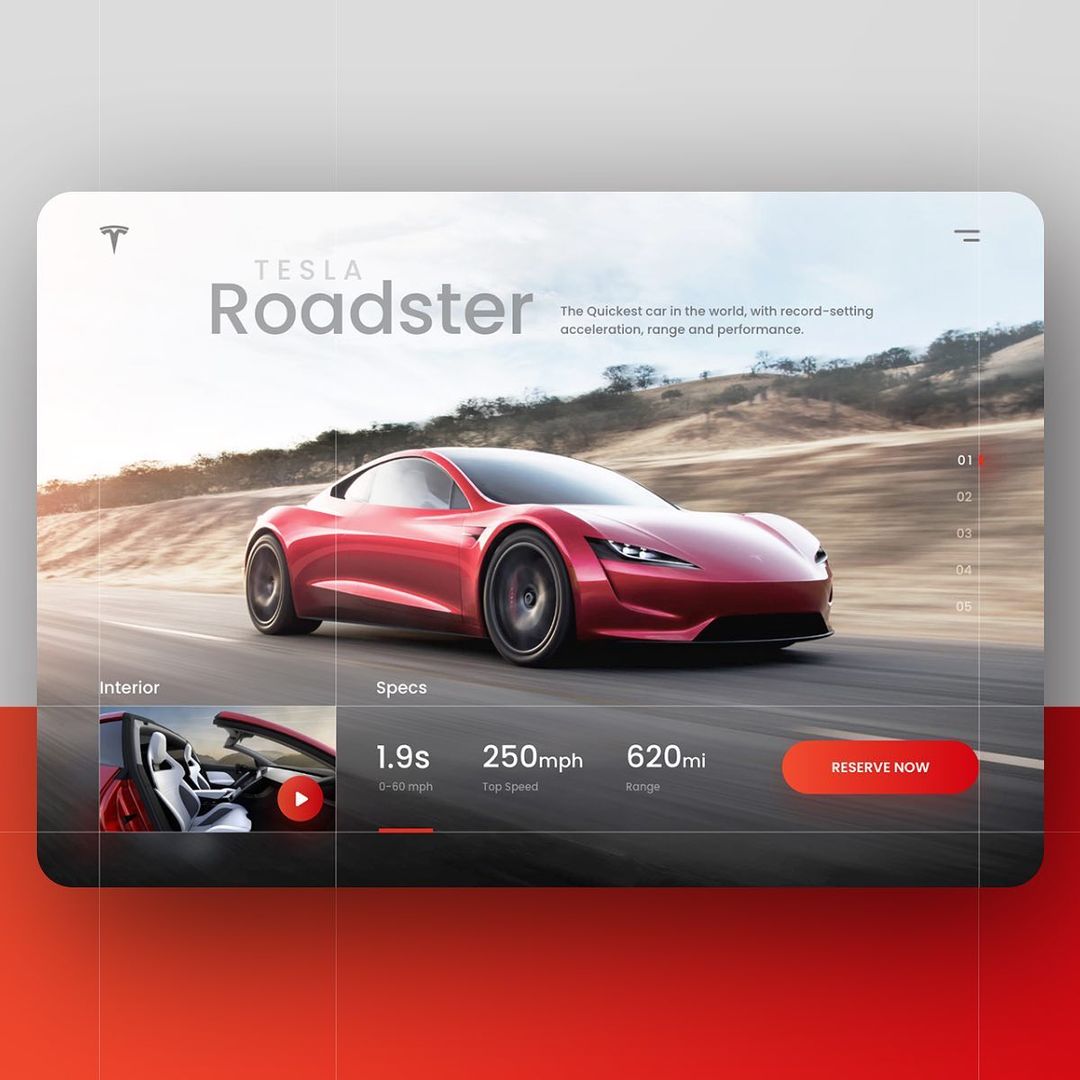 TESLA
Roadster
The Quickest car in the world, with record-setting
acceleration, range and performance.
01
02
03
04
05
Interior
Specs
1.9s
0-60 mph
250mph
Top Speed
620mi
Range
RESERVE NOW